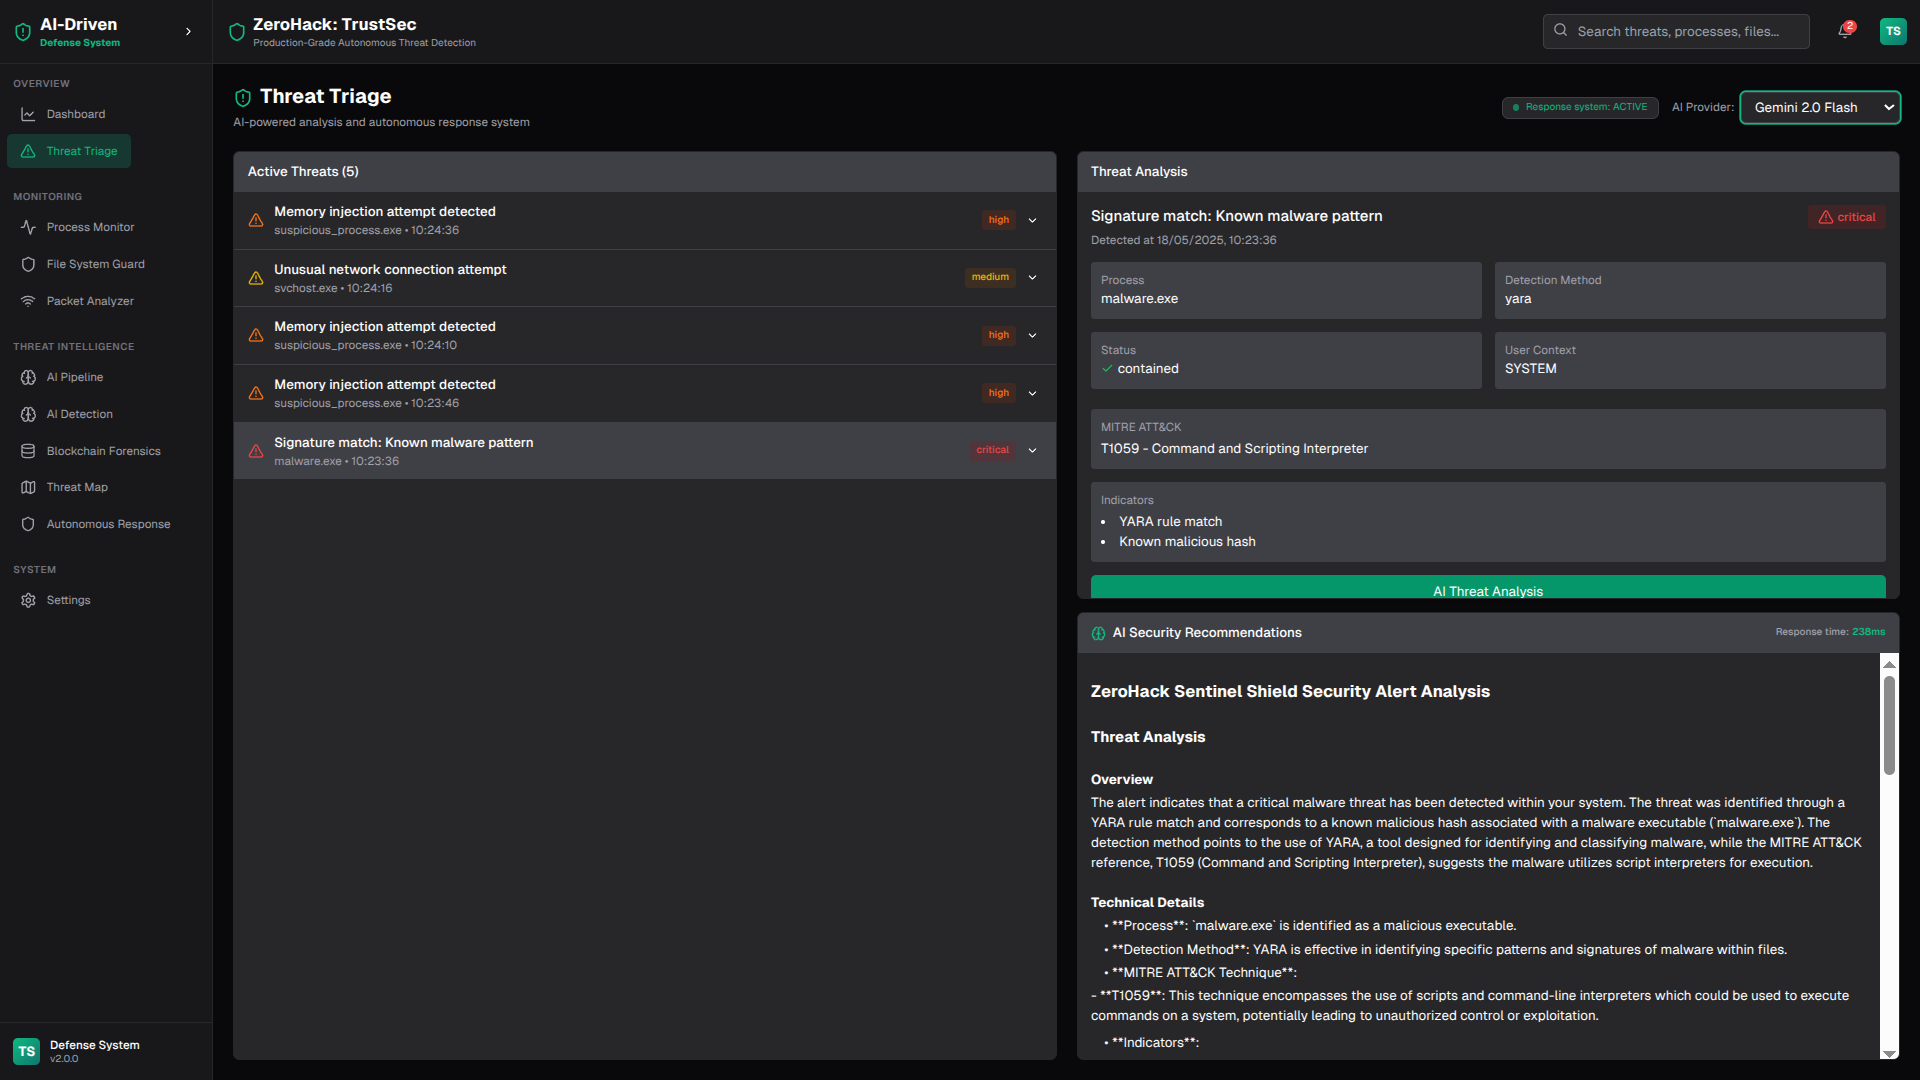 AI-Driven
Defense System
ZeroHack: TrustSec
Production-Grade Autonomous Threat Detection
Search threats, processes, files...
2
TS
OVERVIEW
Dashboard
Threat Triage
MONITORING
Process Monitor
File System Guard
Packet Analyzer
THREAT INTELLIGENCE
AI Pipeline
AI Detection
Blockchain Forensics
Threat Map
Autonomous Response
SYSTEM
Settings
TS
Defense System
v2.0.0
Threat Triage
AI-powered analysis and autonomous response system
Response system: ACTIVE
AI Provider:
Gemini 2.0 Flash
Active Threats (5)
Memory injection attempt detected
suspicious_process.exe • 10:24:36
high
Unusual network connection attempt
svchost.exe • 10:24:16
medium
Memory injection attempt detected
suspicious_process.exe • 10:24:10
high
Memory injection attempt detected
suspicious_process.exe • 10:23:46
high
Signature match: Known malware pattern
malware.exe • 10:23:36
critical
Threat Analysis
Signature match: Known malware pattern
critical
Detected at 18/05/2025, 10:23:36
Process
malware.exe
Detection Method
yara
Status
contained
User Context
SYSTEM
MITRE ATT&CK
T1059 - Command and Scripting Interpreter
Indicators
• YARA rule match
• Known malicious hash
AI Threat Analysis
AI Security Recommendations
Response time: 238ms
ZeroHack Sentinel Shield Security Alert Analysis
Threat Analysis
Overview
The alert indicates that a critical malware threat has been detected within your system. The threat was identified through a
YARA rule match and corresponds to a known malicious hash associated with a malware executable (`malware.exe`). The
detection method points to the use of YARA, a tool designed for identifying and classifying malware, while the MITRE ATT&CK
reference, T1059 (Command and Scripting Interpreter), suggests the malware utilizes script interpreters for execution.
Technical Details
• **Process**: `malware.exe` is identified as a malicious executable.
• **Detection Method**: YARA is effective in identifying specific patterns and signatures of malware within files.
• **MITRE ATT&CK Technique**:
- **T1059**: This technique encompasses the use of scripts and command-line interpreters which could be used to execute
commands on a system, potentially leading to unauthorized control or exploitation.
• **Indicators**: